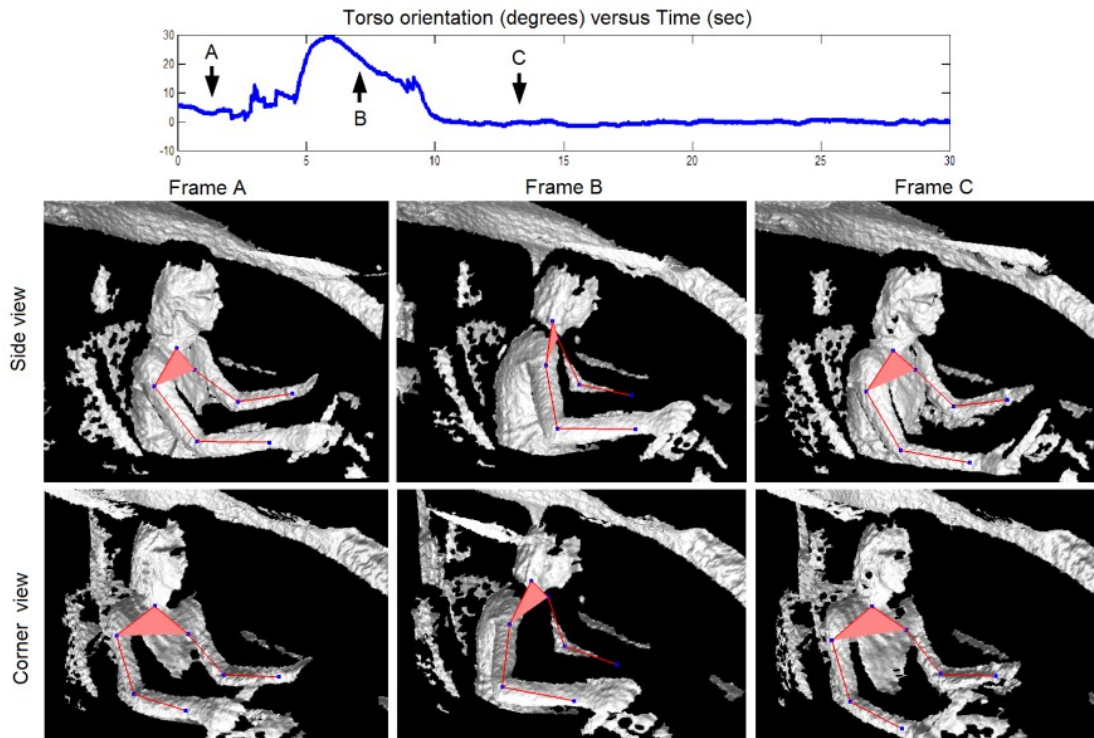 Torso orientation (degrees) versus Time (sec)
30
20
10
0
-10
A
B
C
0 5 10 15 20 25 30
Frame A Frame B Frame C
Side view
Corner view